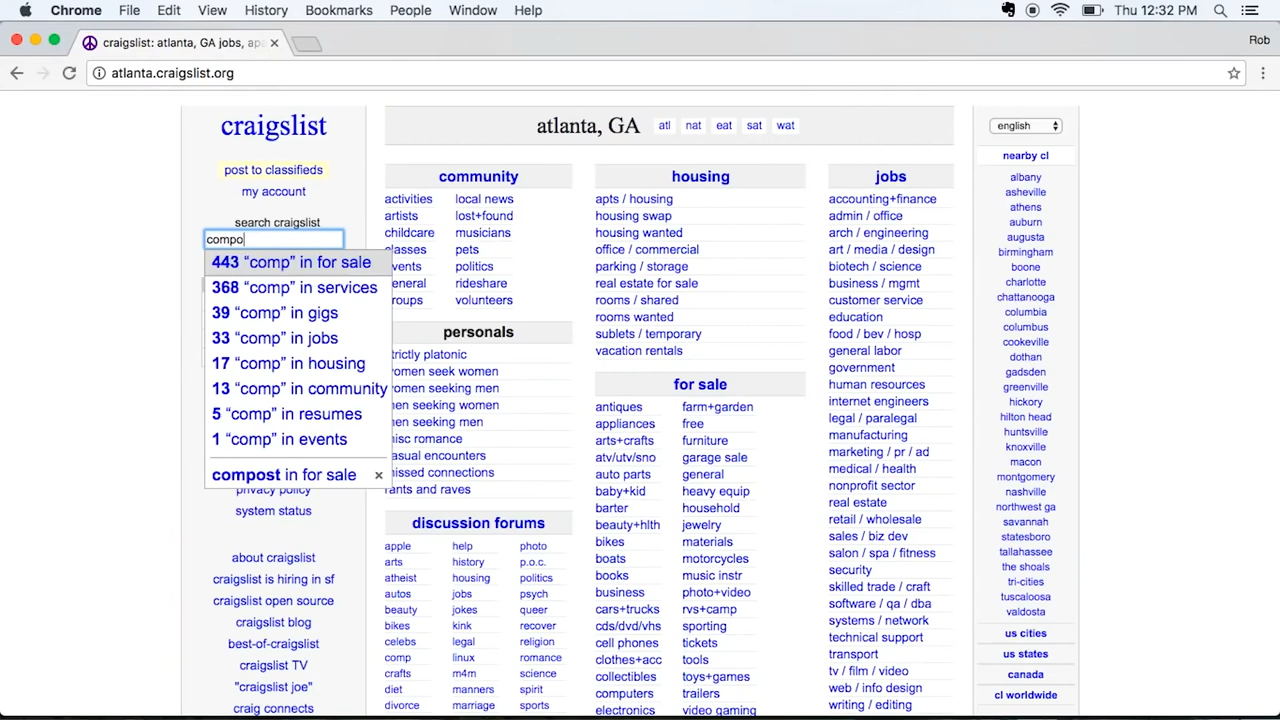 Chrome File Edit View History Bookmarks People Window Help Thu 12:32 PM
craigslist: atlanta, GA jobs, apa Rob
atlanta.craigslist.org
craigslist
post to classifieds
my account
search craigslist
compo
443 “comp” in for sale
368 “comp” in services
39 “comp” in gigs
33 “comp” in jobs
17 “comp” in housing
13 “comp” in community
5 “comp” in resumes
1 “comp” in events
compost in for sale ×
privacy policy
system status
about craigslist
craigslist is hiring in sf
craigslist open source
craigslist blog
best-of-craigslist
craigslist TV
"craigslist joe"
craig connects
atlanta, GA atl nat eat sat wat
community
activities local news
artists lost+found
childcare musicians
classes pets
events politics
general rideshare
groups volunteers
personals
strictly platonic
women seek women
women seeking men
men seeking women
men seeking men
misc romance
casual encounters
missed connections
rants and raves
discussion forums
apple help photo
arts history p.o.c.
atheist housing politics
autos jobs psych
beauty jokes queer
bikes kink recover
celebs legal religion
comp linux romance
crafts m4m science
diet manners spirit
divorce marriage sports
housing
apts / housing
housing swap
housing wanted
office / commercial
parking / storage
real estate for sale
rooms / shared
rooms wanted
sublets / temporary
vacation rentals
for sale
antiques farm+garden
appliances free
arts+crafts furniture
atv/utv/sno garage sale
auto parts general
baby+kid heavy equip
barter household
beauty+hlth jewelry
bikes materials
boats motorcycles
books music instr
business photo+video
cars+trucks rvs+camp
cds/dvd/vhs sporting
cell phones tickets
clothes+acc tools
collectibles toys+games
computers trailers
electronics video gaming
jobs
accounting+finance
admin / office
arch / engineering
art / media / design
biotech / science
business / mgmt
customer service
education
food / bev / hosp
general labor
government
human resources
internet engineers
legal / paralegal
manufacturing
marketing / pr / ad
medical / health
nonprofit sector
real estate
retail / wholesale
sales / biz dev
salon / spa / fitness
security
skilled trade / craft
software / qa / dba
systems / network
technical support
transport
tv / film / video
web / info design
writing / editing
english
nearby cl
albany
asheville
athens
auburn
augusta
birmingham
boone
charlotte
chattanooga
columbia
columbus
cookeville
dothan
gadsden
greenville
hickory
hilton head
huntsville
knoxville
macon
montgomery
nashville
northwest ga
savannah
statesboro
tallahassee
the shoals
tri-cities
tuscaloosa
valdosta
us cities
us states
canada
cl worldwide